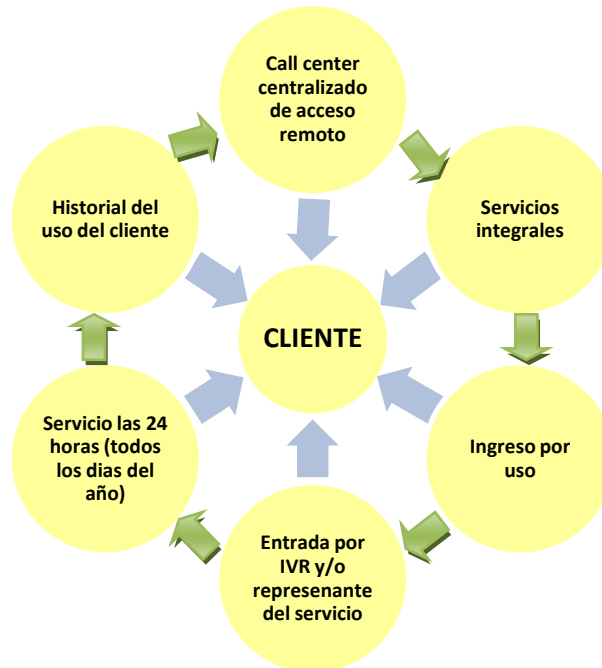 Call center
centralizado
de acceso
remoto
Historial del
uso del cliente
Servicios
integrales
CLIENTE
Servicio las 24
horas (todos
los dias del
año)
Ingreso por
uso
Entrada por
IVR y/o
represenante
del servicio